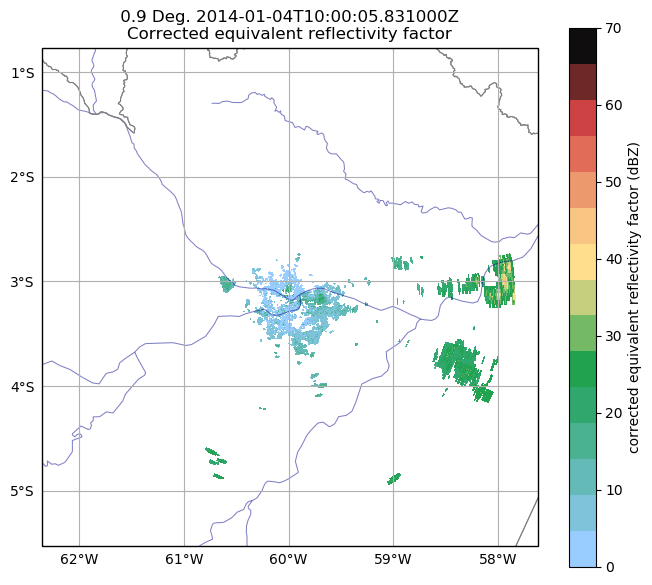 0.9 Deg. 2014-01-04T10:00:05.831000Z
Corrected equivalent reflectivity factor
1°S
2°S
3°S
4°S
5°S
62°W
61°W
60°W
59°W
58°W
70
60
50
40
30
20
10
0
corrected equivalent reflectivity factor (dBZ)